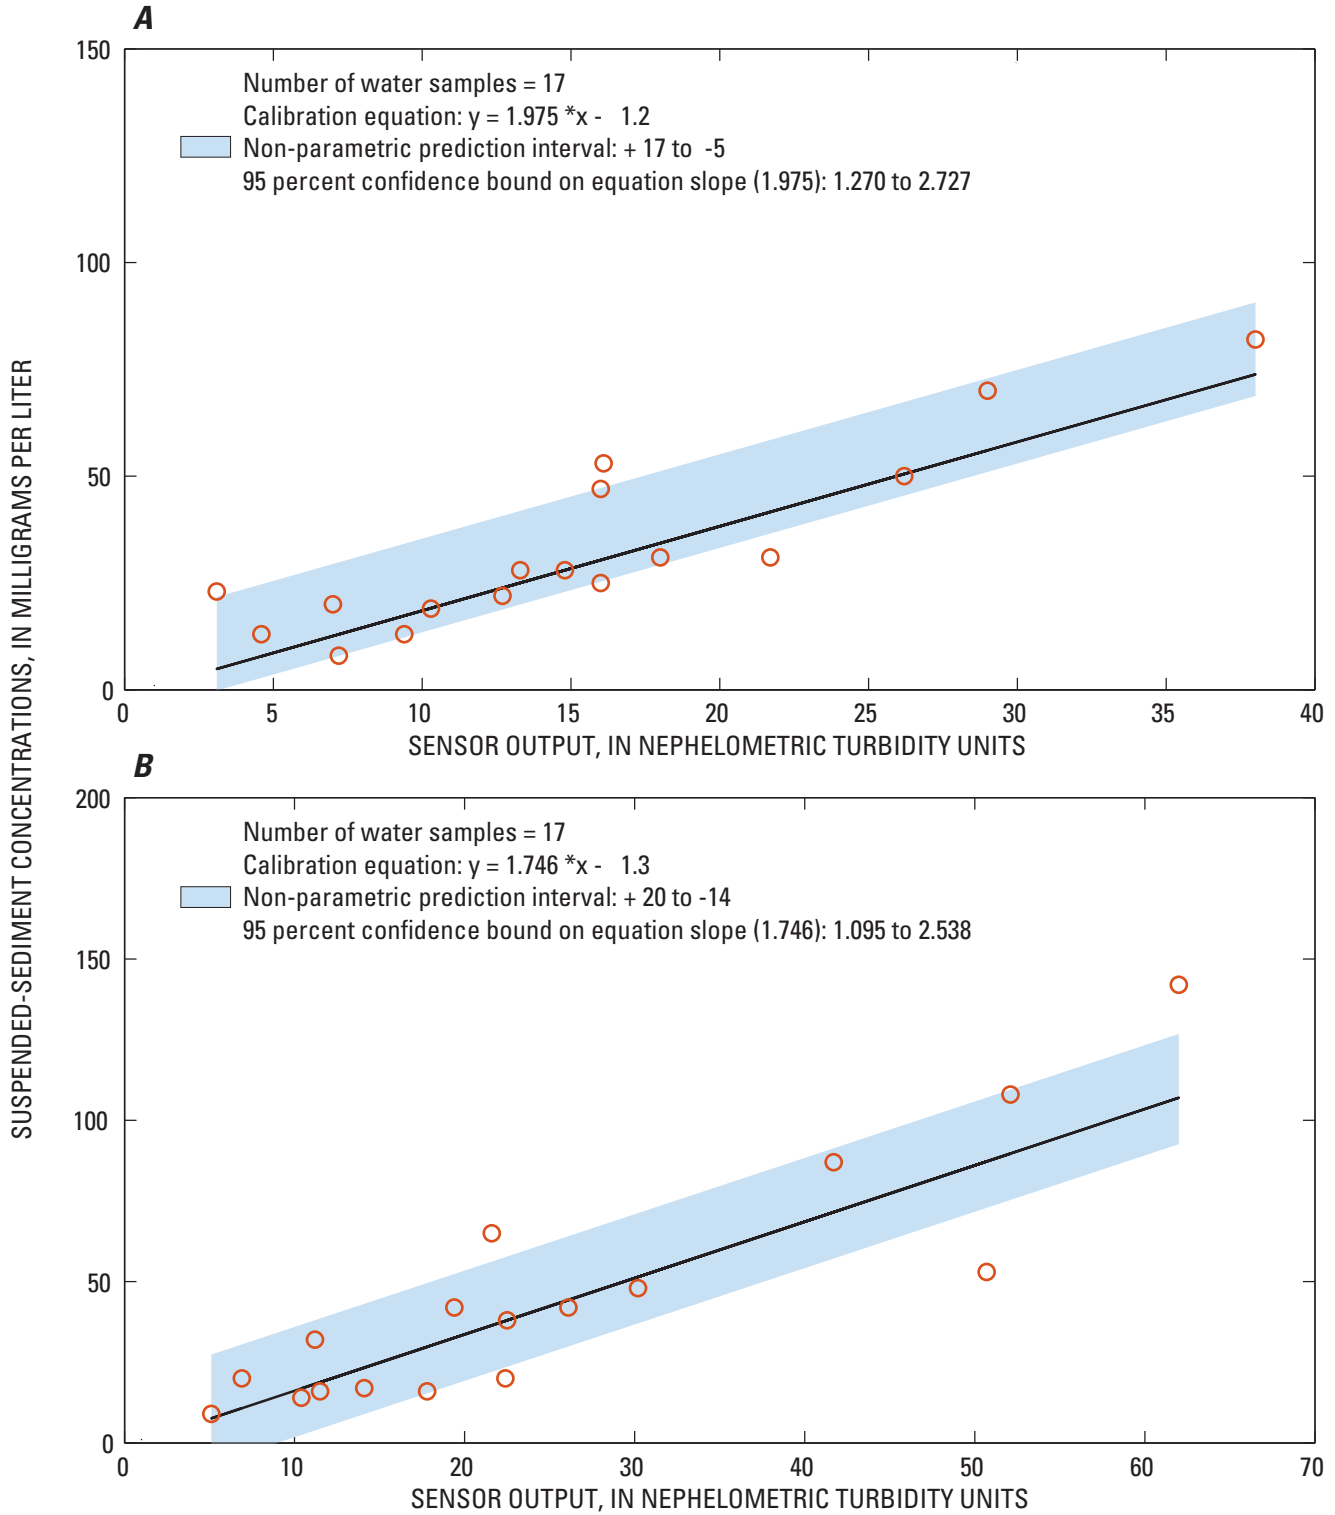 A
150
100
50
0
Number of water samples = 17
Calibration equation: y = 1.975 *x - 1.2
Non-parametric prediction interval: + 17 to -5
95 percent confidence bound on equation slope (1.975): 1.270 to 2.727
0 5 10 15 20 25 30 35 40
SENSOR OUTPUT, IN NEPHELOMETRIC TURBIDITY UNITS
SUSPENDED-SEDIMENT CONCENTRATIONS, IN MILLIGRAMS PER LITER
B
200
150
100
50
0
Number of water samples = 17
Calibration equation: y = 1.746 *x - 1.3
Non-parametric prediction interval: + 20 to -14
95 percent confidence bound on equation slope (1.746): 1.095 to 2.538
0 10 20 30 40 50 60 70
SENSOR OUTPUT, IN NEPHELOMETRIC TURBIDITY UNITS